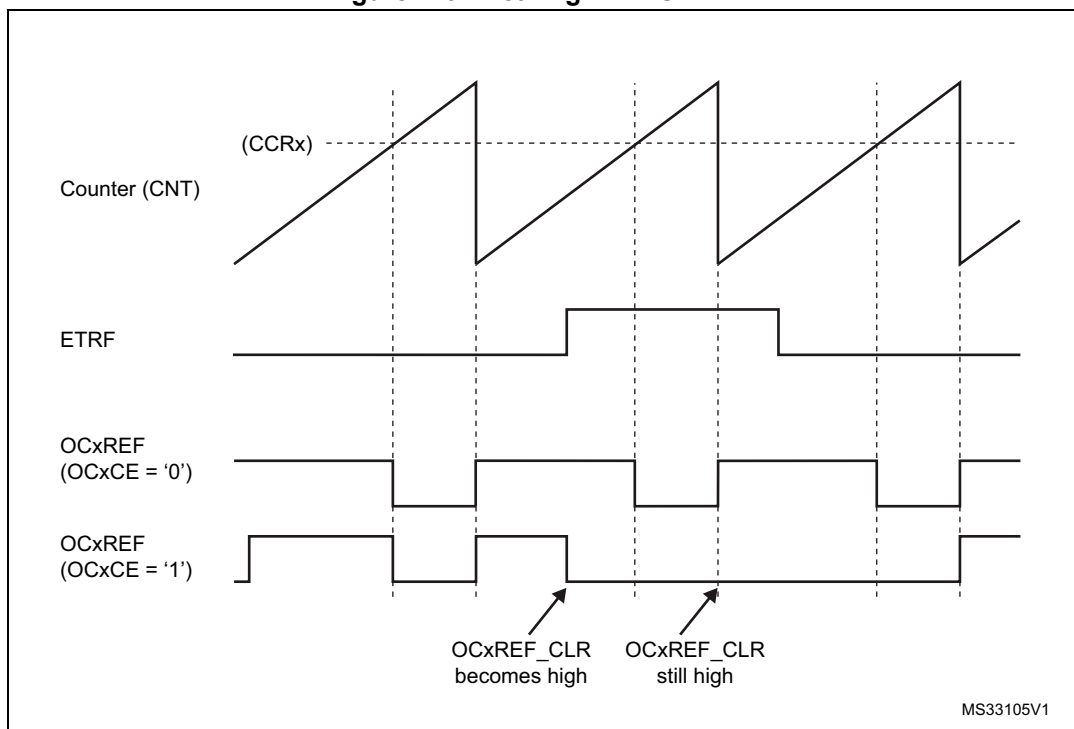 (CCRx)
Counter (CNT)
ETRF
OCxREF
(OCxCE = ‘0’)
OCxREF
(OCxCE = ‘1’)
OCxREF_CLR
becomes high
OCxREF_CLR
still high
MS33105V1